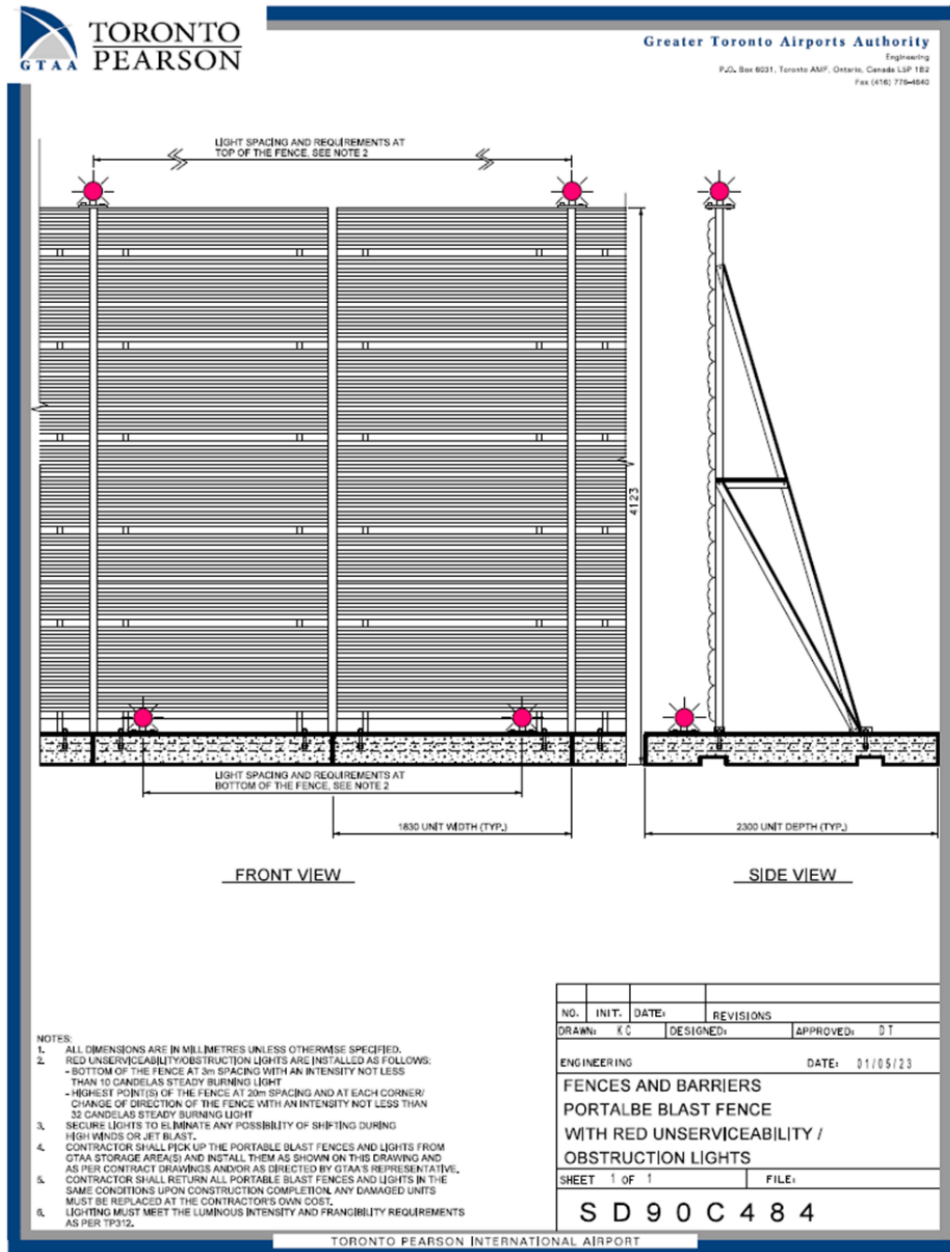 GTAA
TORONTO
PEARSON
Greater Toronto Airports Authority
Engineering
P.O. Box 6031, Toronto AMF, Ontario, Canada L5P 1B2
Fax (416) 776-4640
LIGHT SPACING AND REQUIREMENTS AT
TOP OF THE FENCE, SEE NOTE 2
4123
LIGHT SPACING AND REQUIREMENTS AT
BOTTOM OF THE FENCE, SEE NOTE 2
1830 UNIT WIDTH (TYP.)
2300 UNIT DEPTH (TYP.)
FRONT VIEW
SIDE VIEW
NOTES:
1. ALL DIMENSIONS ARE IN MILLIMETRES UNLESS OTHERWISE SPECIFIED.
2. RED UNSERVICEABILITY/OBSTRUCTION LIGHTS ARE INSTALLED AS FOLLOWS:
- BOTTOM OF THE FENCE AT 3m SPACING WITH AN INTENSITY NOT LESS
THAN 10 CANDELAS STEADY BURNING LIGHT
- HIGHEST POINT(S) OF THE FENCE AT 20m SPACING AND AT EACH CORNER/
CHANGE OF DIRECTION OF THE FENCE WITH AN INTENSITY NOT LESS THAN
32 CANDELAS STEADY BURNING LIGHT
3. SECURE LIGHTS TO ELIMINATE ANY POSSIBILITY OF SHIFTING DURING
HIGH WINDS OR JET BLAST.
4. CONTRACTOR SHALL PICK UP THE PORTABLE BLAST FENCES AND LIGHTS FROM
GTAA STORAGE AREA(S) AND INSTALL THEM AS SHOWN ON THIS DRAWING AND
AS PER CONTRACT DRAWINGS AND/OR AS DIRECTED BY GTAA'S REPRESENTATIVE.
5. CONTRACTOR SHALL RETURN ALL PORTABLE BLAST FENCES AND LIGHTS IN THE
SAME CONDITIONS UPON CONSTRUCTION COMPLETION. ANY DAMAGED UNITS
MUST BE REPLACED AT THE CONTRACTOR'S OWN COST.
6. LIGHTING MUST MEET THE LUMINOUS INTENSITY AND FRANGIBILITY REQUIREMENTS
AS PER TP312.
NO. INIT. DATE: REVISIONS
DRAWN: KC DESIGNED: APPROVED: DT
ENGINEERING DATE: 01/05/23
FENCES AND BARRIERS
PORTALBE BLAST FENCE
WITH RED UNSERVICEABILITY /
OBSTRUCTION LIGHTS
SHEET 1 OF 1 FILE:
SD90C484
TORONTO PEARSON INTERNATIONAL AIRPORT